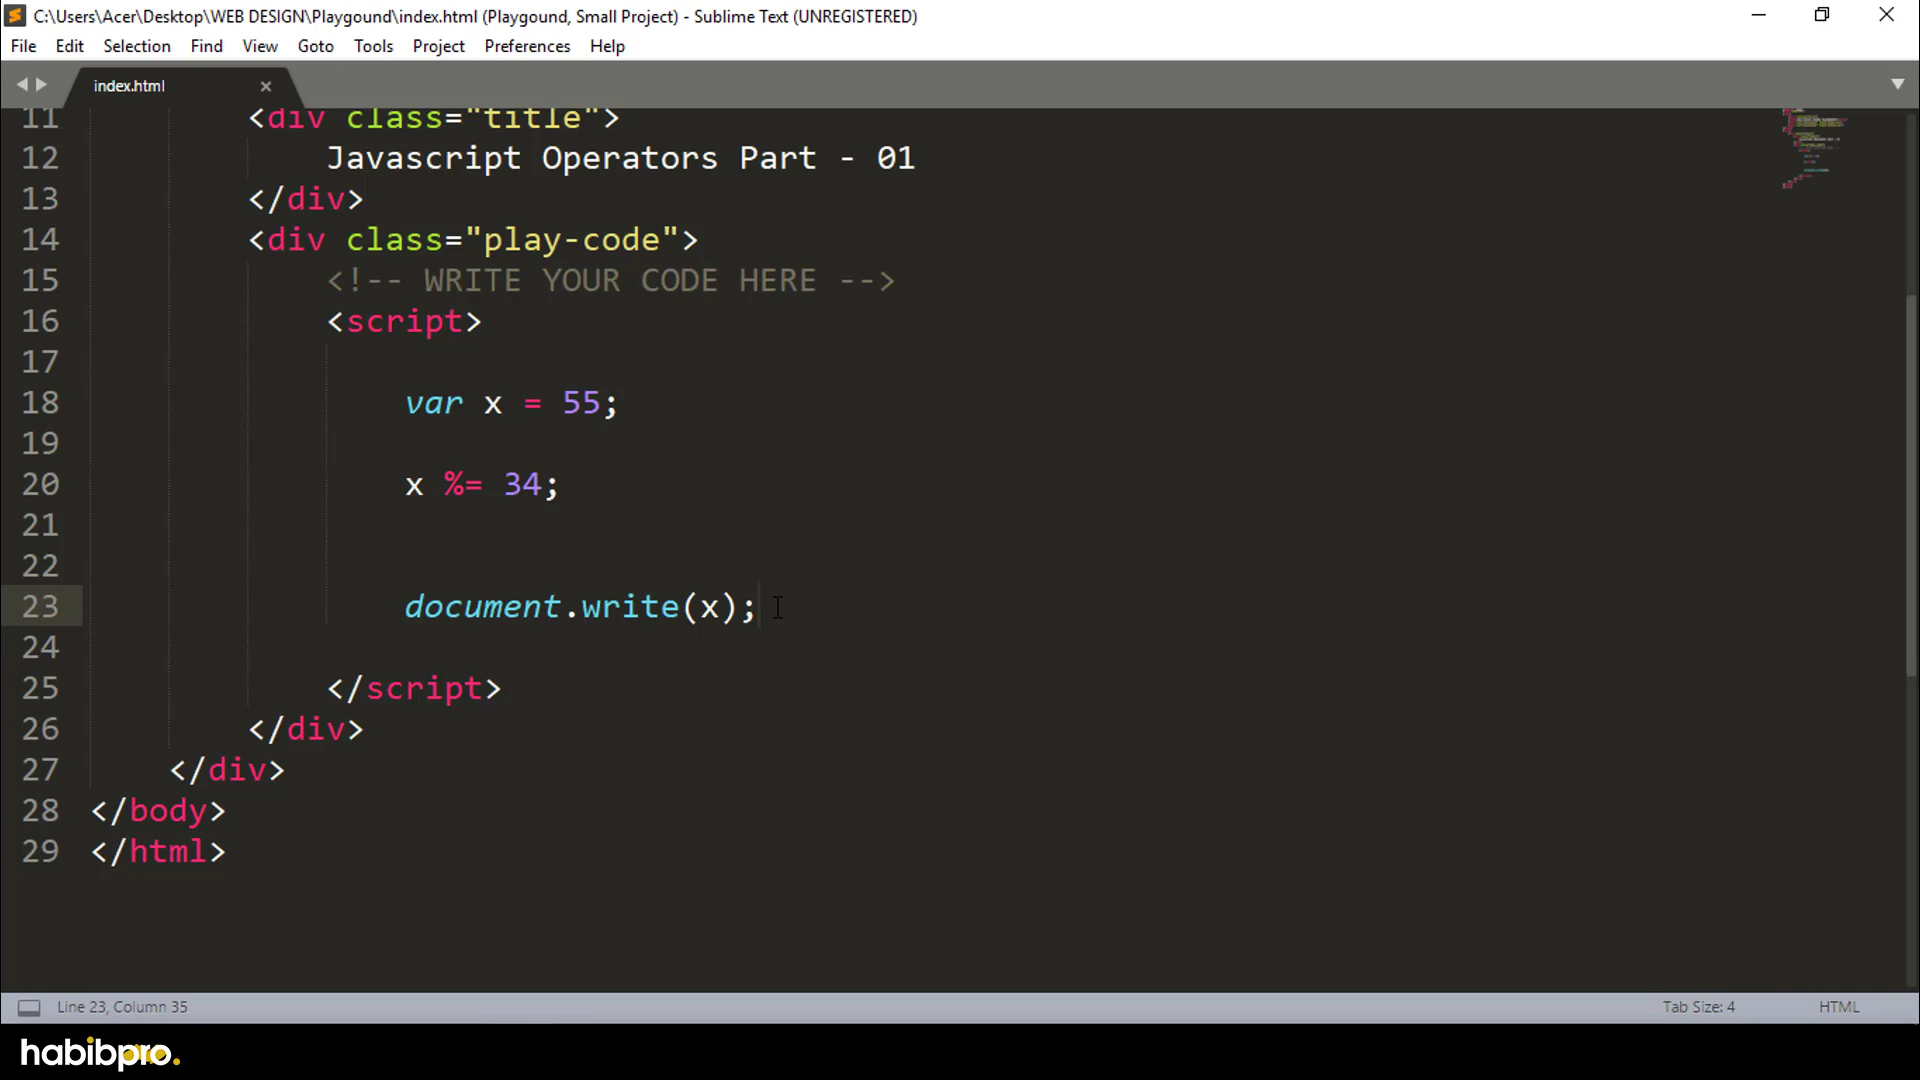 C:\Users\Acer\Desktop\WEB DESIGN\Playgound\index.html (Playgound, Small Project) - Sublime Text (UNREGISTERED)
File Edit Selection Find View Goto Tools Project Preferences Help
index.html
11 <div class="title">
12 Javascript Operators Part - 01
13 </div>
14 <div class="play-code">
15 <!-- WRITE YOUR CODE HERE -->
16 <script>
17
18 var x = 55;
19
20 x %= 34;
21
22
23 document.write(x);
24
25 </script>
26 </div>
27 </div>
28 </body>
29 </html>
Line 23, Column 35 Tab Size: 4 HTML
habibpro.